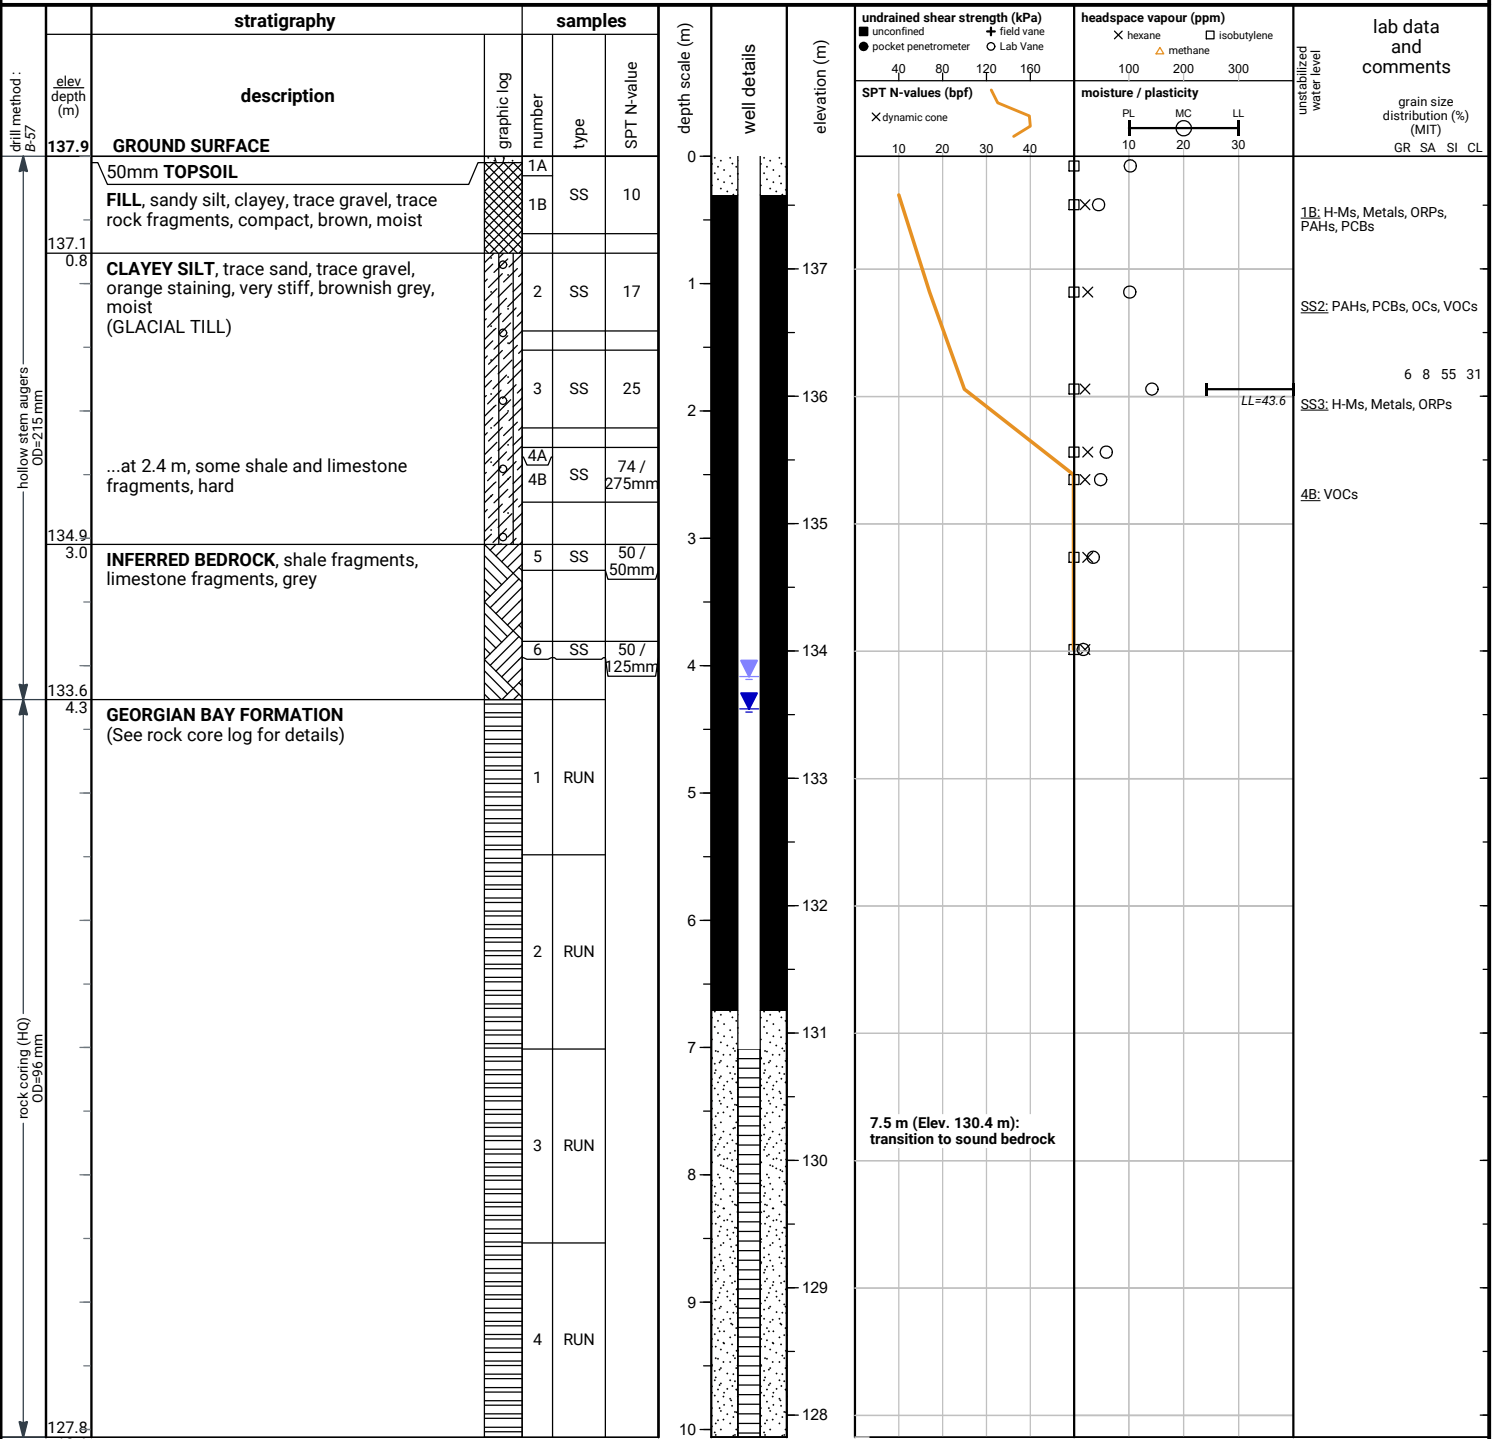 stratigraphy
samples
drill method :
B-57
elev
depth
(m)
description
graphic log
number
type
SPT N-value
depth scale (m)
well details
elevation (m)
undrained shear strength (kPa)
unconfined
field vane
pocket penetrometer
Lab Vane
40 80 120 160
SPT N-values (bpf)
dynamic cone
10 20 30 40
headspace vapour (ppm)
hexane
isobutylene
methane
100 200 300
moisture / plasticity
PL MC LL
10 20 30
unstabilized
water level
lab data
and
comments
grain size
distribution (%)
(MIT)
GR SA SI CL
137.9
GROUND SURFACE
50mm TOPSOIL
FILL, sandy silt, clayey, trace gravel, trace
rock fragments, compact, brown, moist
137.1
0.8
CLAYEY SILT, trace sand, trace gravel,
orange staining, very stiff, brownish grey,
moist
(GLACIAL TILL)
...at 2.4 m, some shale and limestone
fragments, hard
134.9
3.0
INFERRED BEDROCK, shale fragments,
limestone fragments, grey
133.6
4.3
GEORGIAN BAY FORMATION
(See rock core log for details)
127.8
hollow stem augers
OD=215 mm
rock coring (HQ)
OD=96 mm
1A
1B
SS
10
2
SS
17
3
SS
25
4A
4B
SS
74 /
275mm
5
SS
50 /
50mm
6
SS
50 /
125mm
1
RUN
2
RUN
3
RUN
4
RUN
0
1
2
3
4
5
6
7
8
9
10
137
136
135
134
133
132
131
130
129
128
LL=43.6
7.5 m (Elev. 130.4 m):
transition to sound bedrock
1B: H-Ms, Metals, ORPs,
PAHs, PCBs
SS2: PAHs, PCBs, OCs, VOCs
6 8 55 31
SS3: H-Ms, Metals, ORPs
4B: VOCs